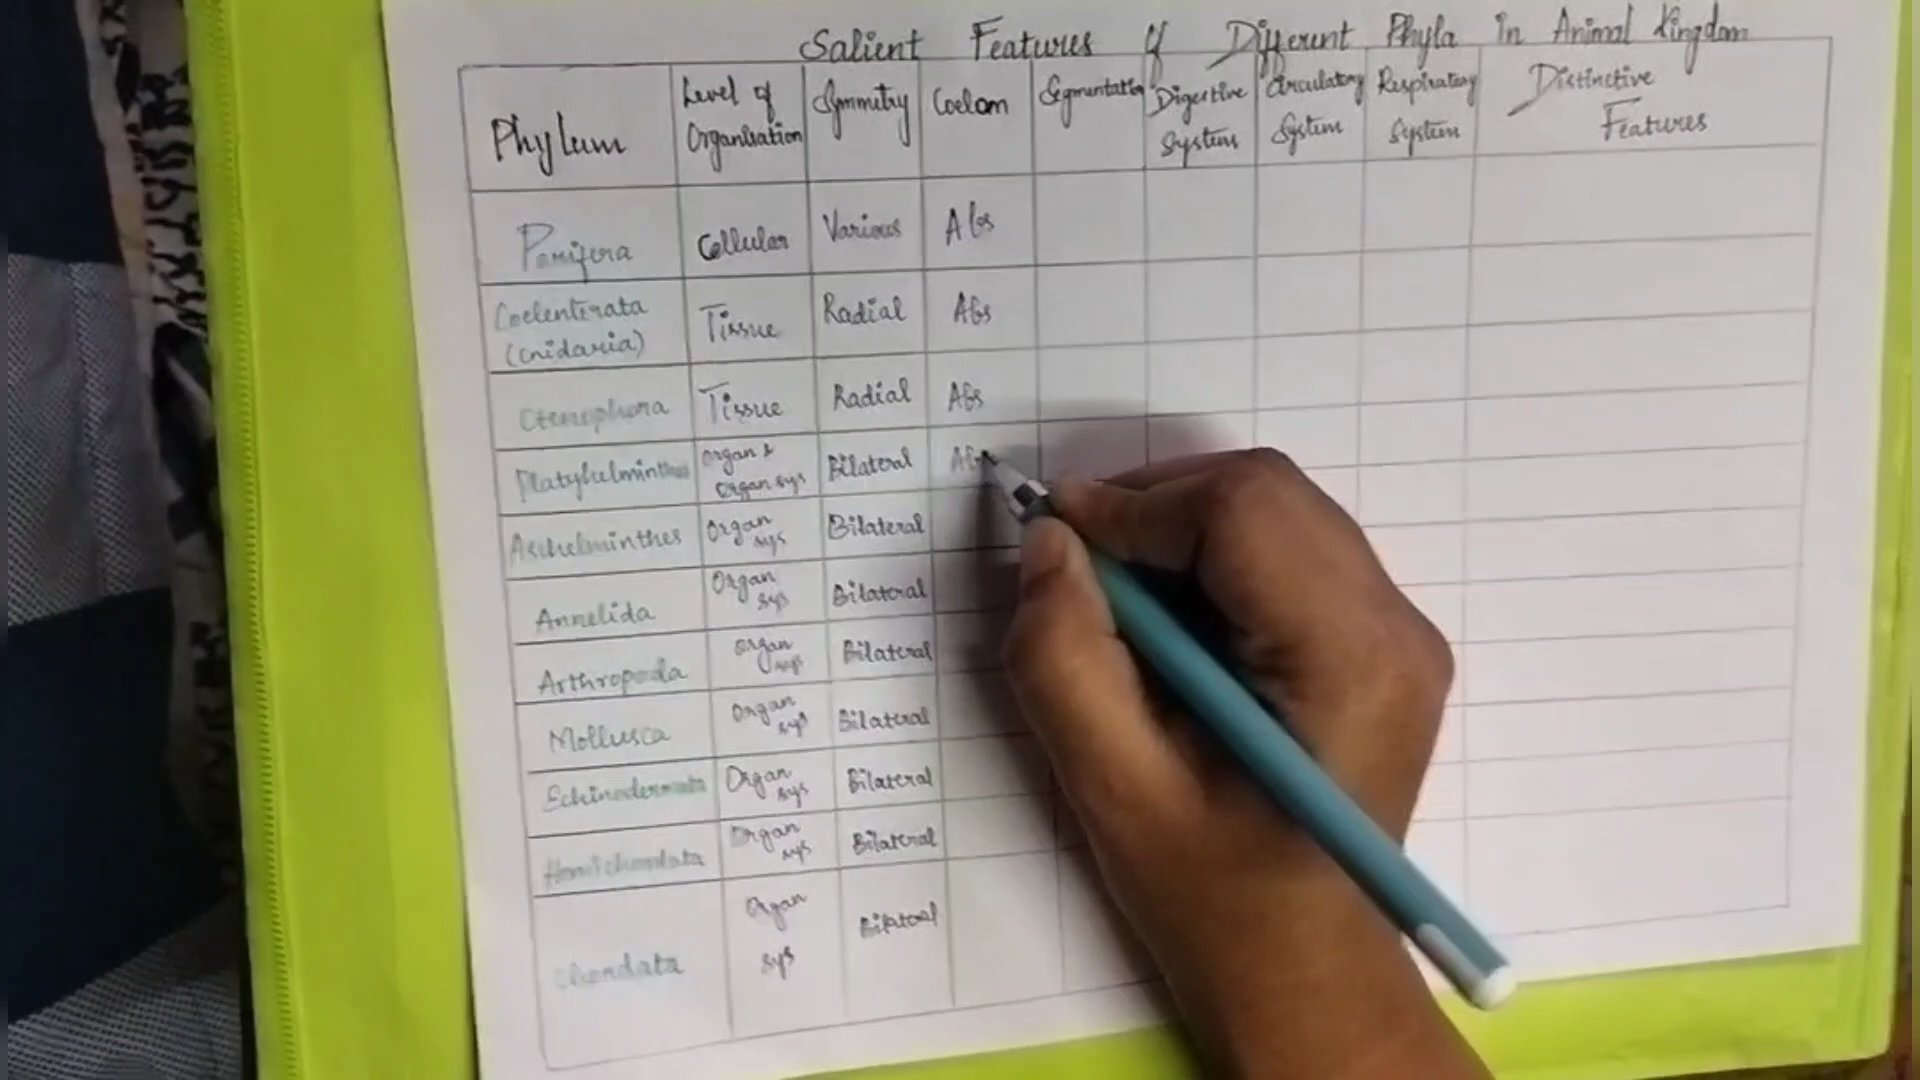 Salient Features of Different Phyla in Animal Kingdom
Phylum Level of Organisation Symmetry Coelom Segmentation Digestive System Circulatory System Respiratory System Distinctive Features
Porifera Cellular Various Abs
Coelenterata (Cnidaria) Tissue Radial Abs
Ctenophora Tissue Radial Abs
Platyhelminthes Organ & Organ sys Bilateral Abs
Aschelminthes Organ sys Bilateral
Annelida Organ sys Bilateral
Arthropoda Organ sys Bilateral
Mollusca Organ sys Bilateral
Echinodermata Organ sys Bilateral
Hemichordata Organ sys Bilateral
Chordata Organ sys Bilateral